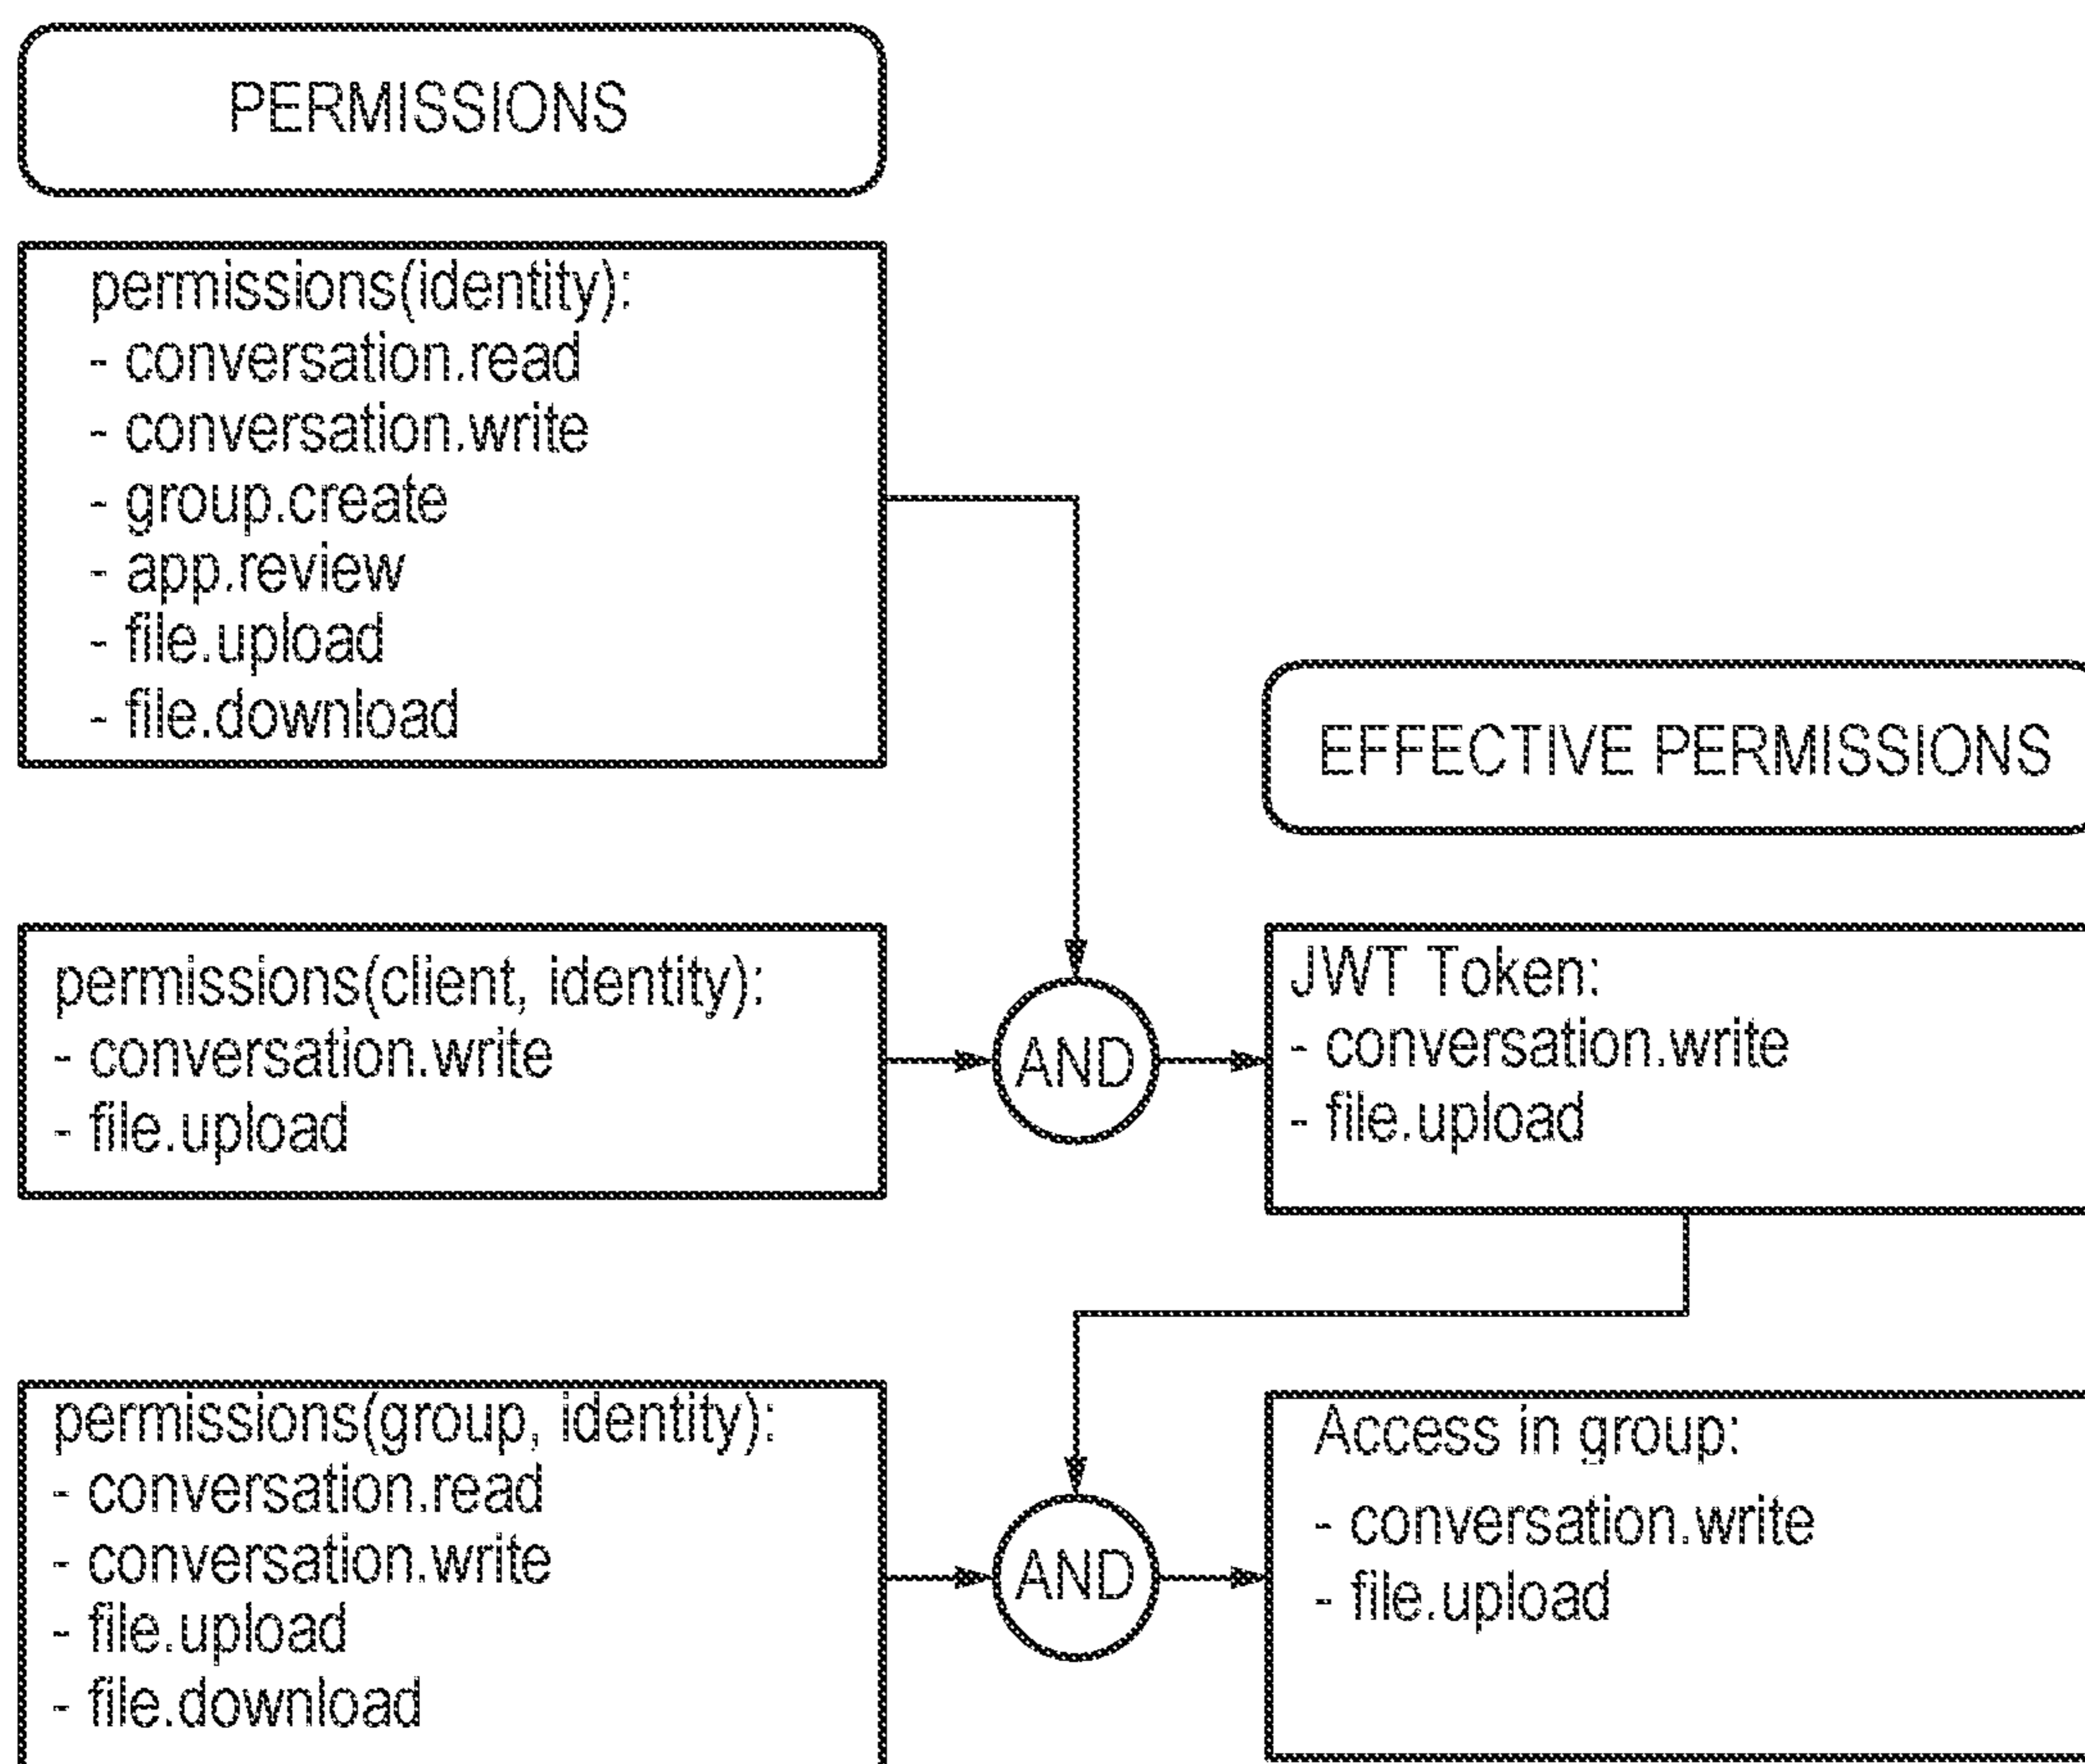 PERMISSIONS
permissions(identity):
- conversation.read
- conversation.write
- group.create
- app.review
- file.upload
- file.download
EFFECTIVE PERMISSIONS
permissions(client, identity):
- conversation.write
- file.upload
AND
JWT Token:
- conversation.write
- file.upload
permissions(group, identity):
- conversation.read
- conversation.write
- file.upload
- file.download
AND
Access in group:
- conversation.write
- file.upload